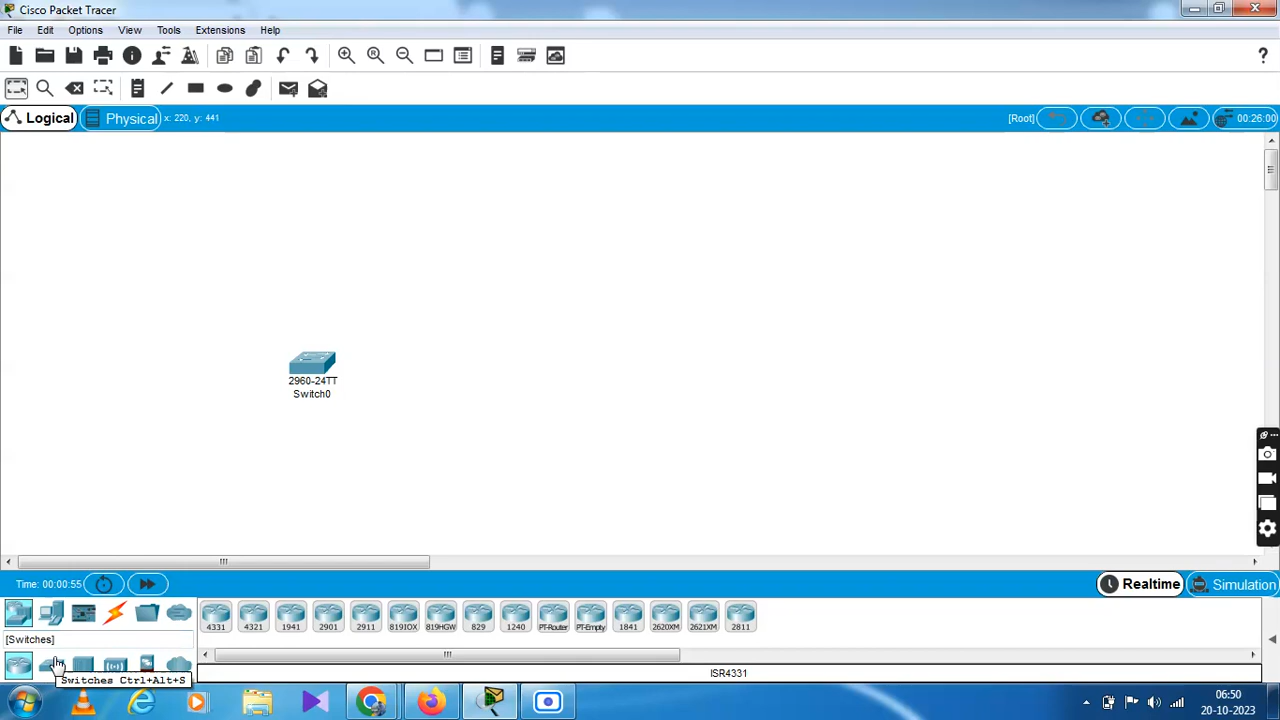 Cisco Packet Tracer
File Edit Options View Tools Extensions Help
?
Logical Physical x: 220, y: 441 [Root] 00:26:00
2960-24TT
Switch0
Time: 00:00:55 Realtime Simulation
4331 4321 1941 2901 2911 819IOX 819HGW 829 1240 PT-Router PT-Empty 1841 2620XM 2621XM 2811
[Switches]
Switches Ctrl+Alt+S
ISR4331
06:50
20-10-2023